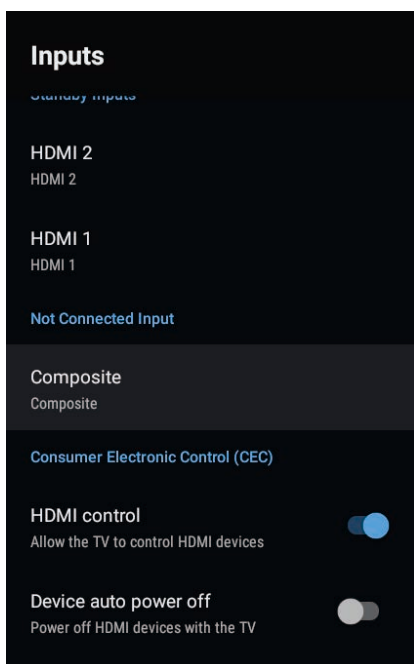 Inputs
Standby Inputs
HDMI 2
HDMI 2
HDMI 1
HDMI 1
Not Connected Input
Composite
Composite
Consumer Electronic Control (CEC)
HDMI control
Allow the TV to control HDMI devices
Device auto power off
Power off HDMI devices with the TV